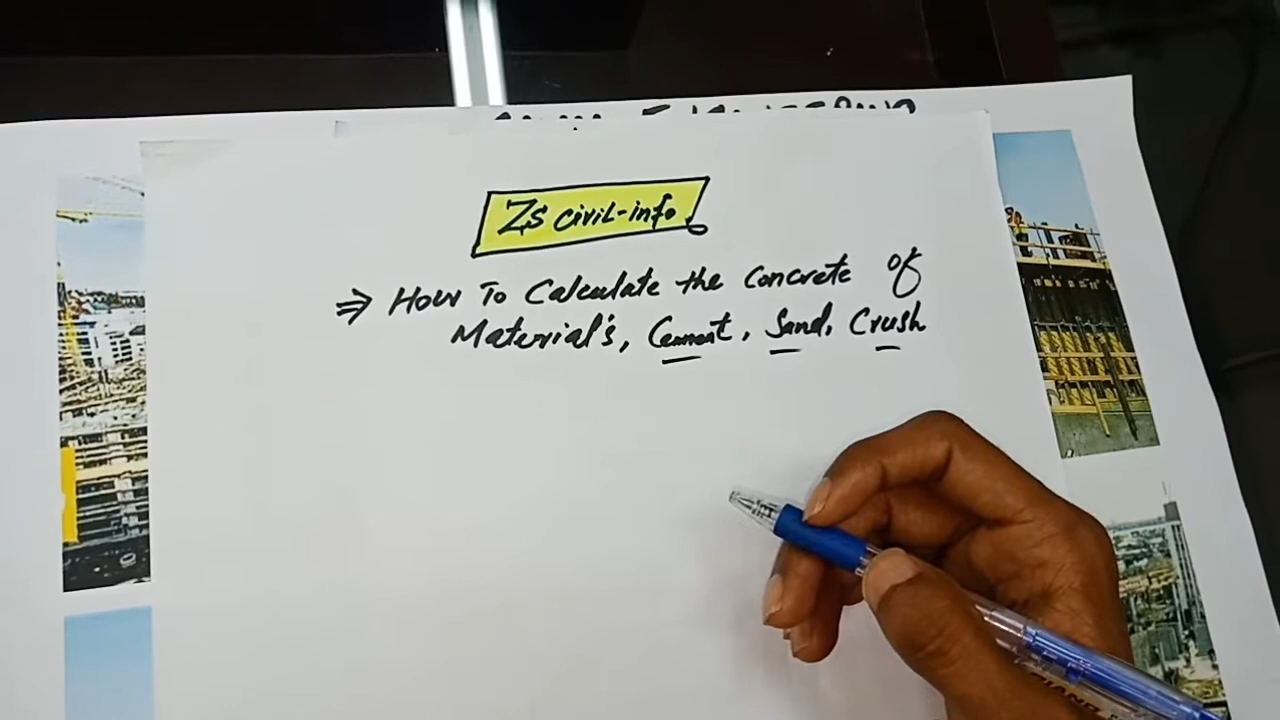 ZS Civil-info
⇒ How To Calculate the Concrete of
Material's, Cement, Sand, Crush